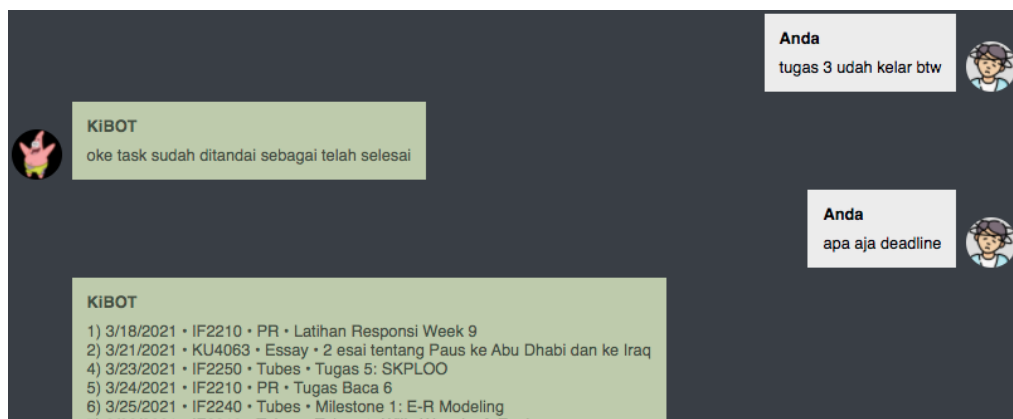 Anda
tugas 3 udah kelar btw
KiBOT
oke task sudah ditandai sebagai telah selesai
Anda
apa aja deadline
KiBOT
1) 3/18/2021 • IF2210 • PR • Latihan Responsi Week 9
2) 3/21/2021 • KU4063 • Essay • 2 esai tentang Paus ke Abu Dhabi dan ke Iraq
4) 3/23/2021 • IF2250 • Tubes • Tugas 5: SKPLOO
5) 3/24/2021 • IF2210 • PR • Tugas Baca 6
6) 3/25/2021 • IF2240 • Tubes • Milestone 1: E-R Modeling